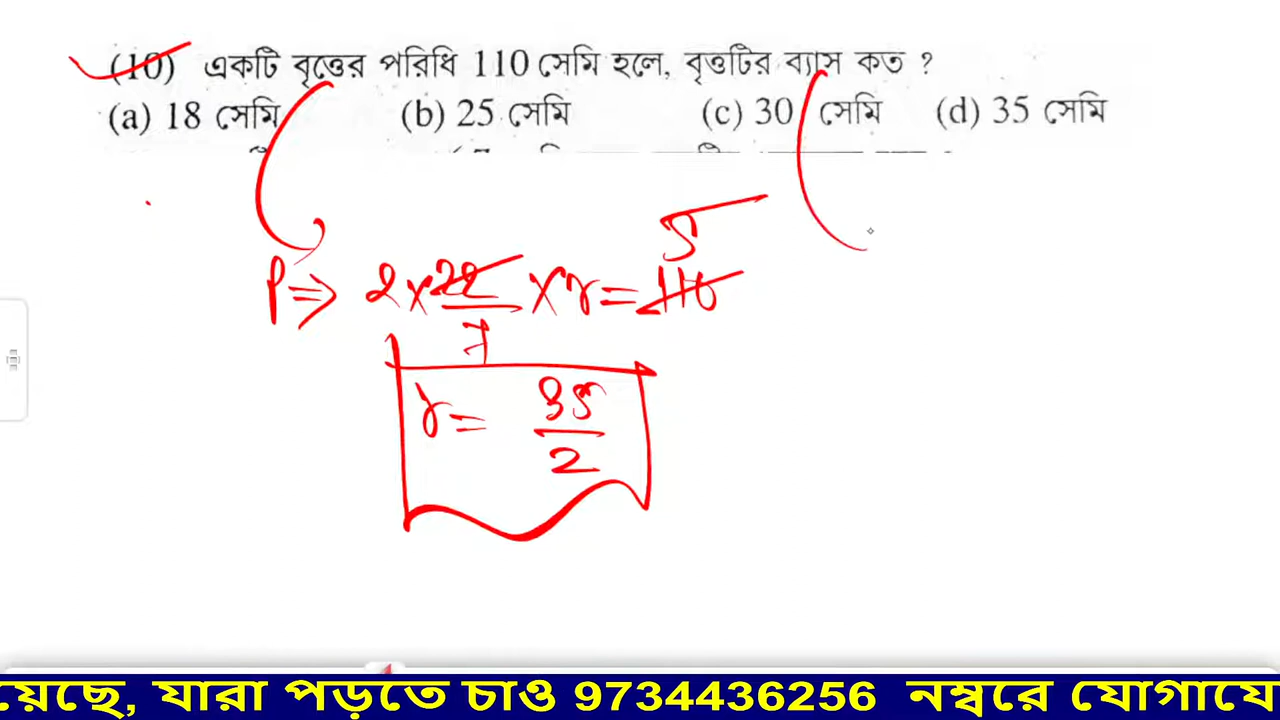 (10) একটি বৃত্তের পরিধি 110 সেমি হলে, বৃত্তটির ব্যাস কত ?
(a) 18 সেমি (b) 25 সেমি (c) 30 সেমি (d) 35 সেমি
5
P ⇒ 2 × 22/7 × r = 110
r = 35/2
য়েছে, যারা পড়তে চাও 9734436256 নম্বরে যোগাযে